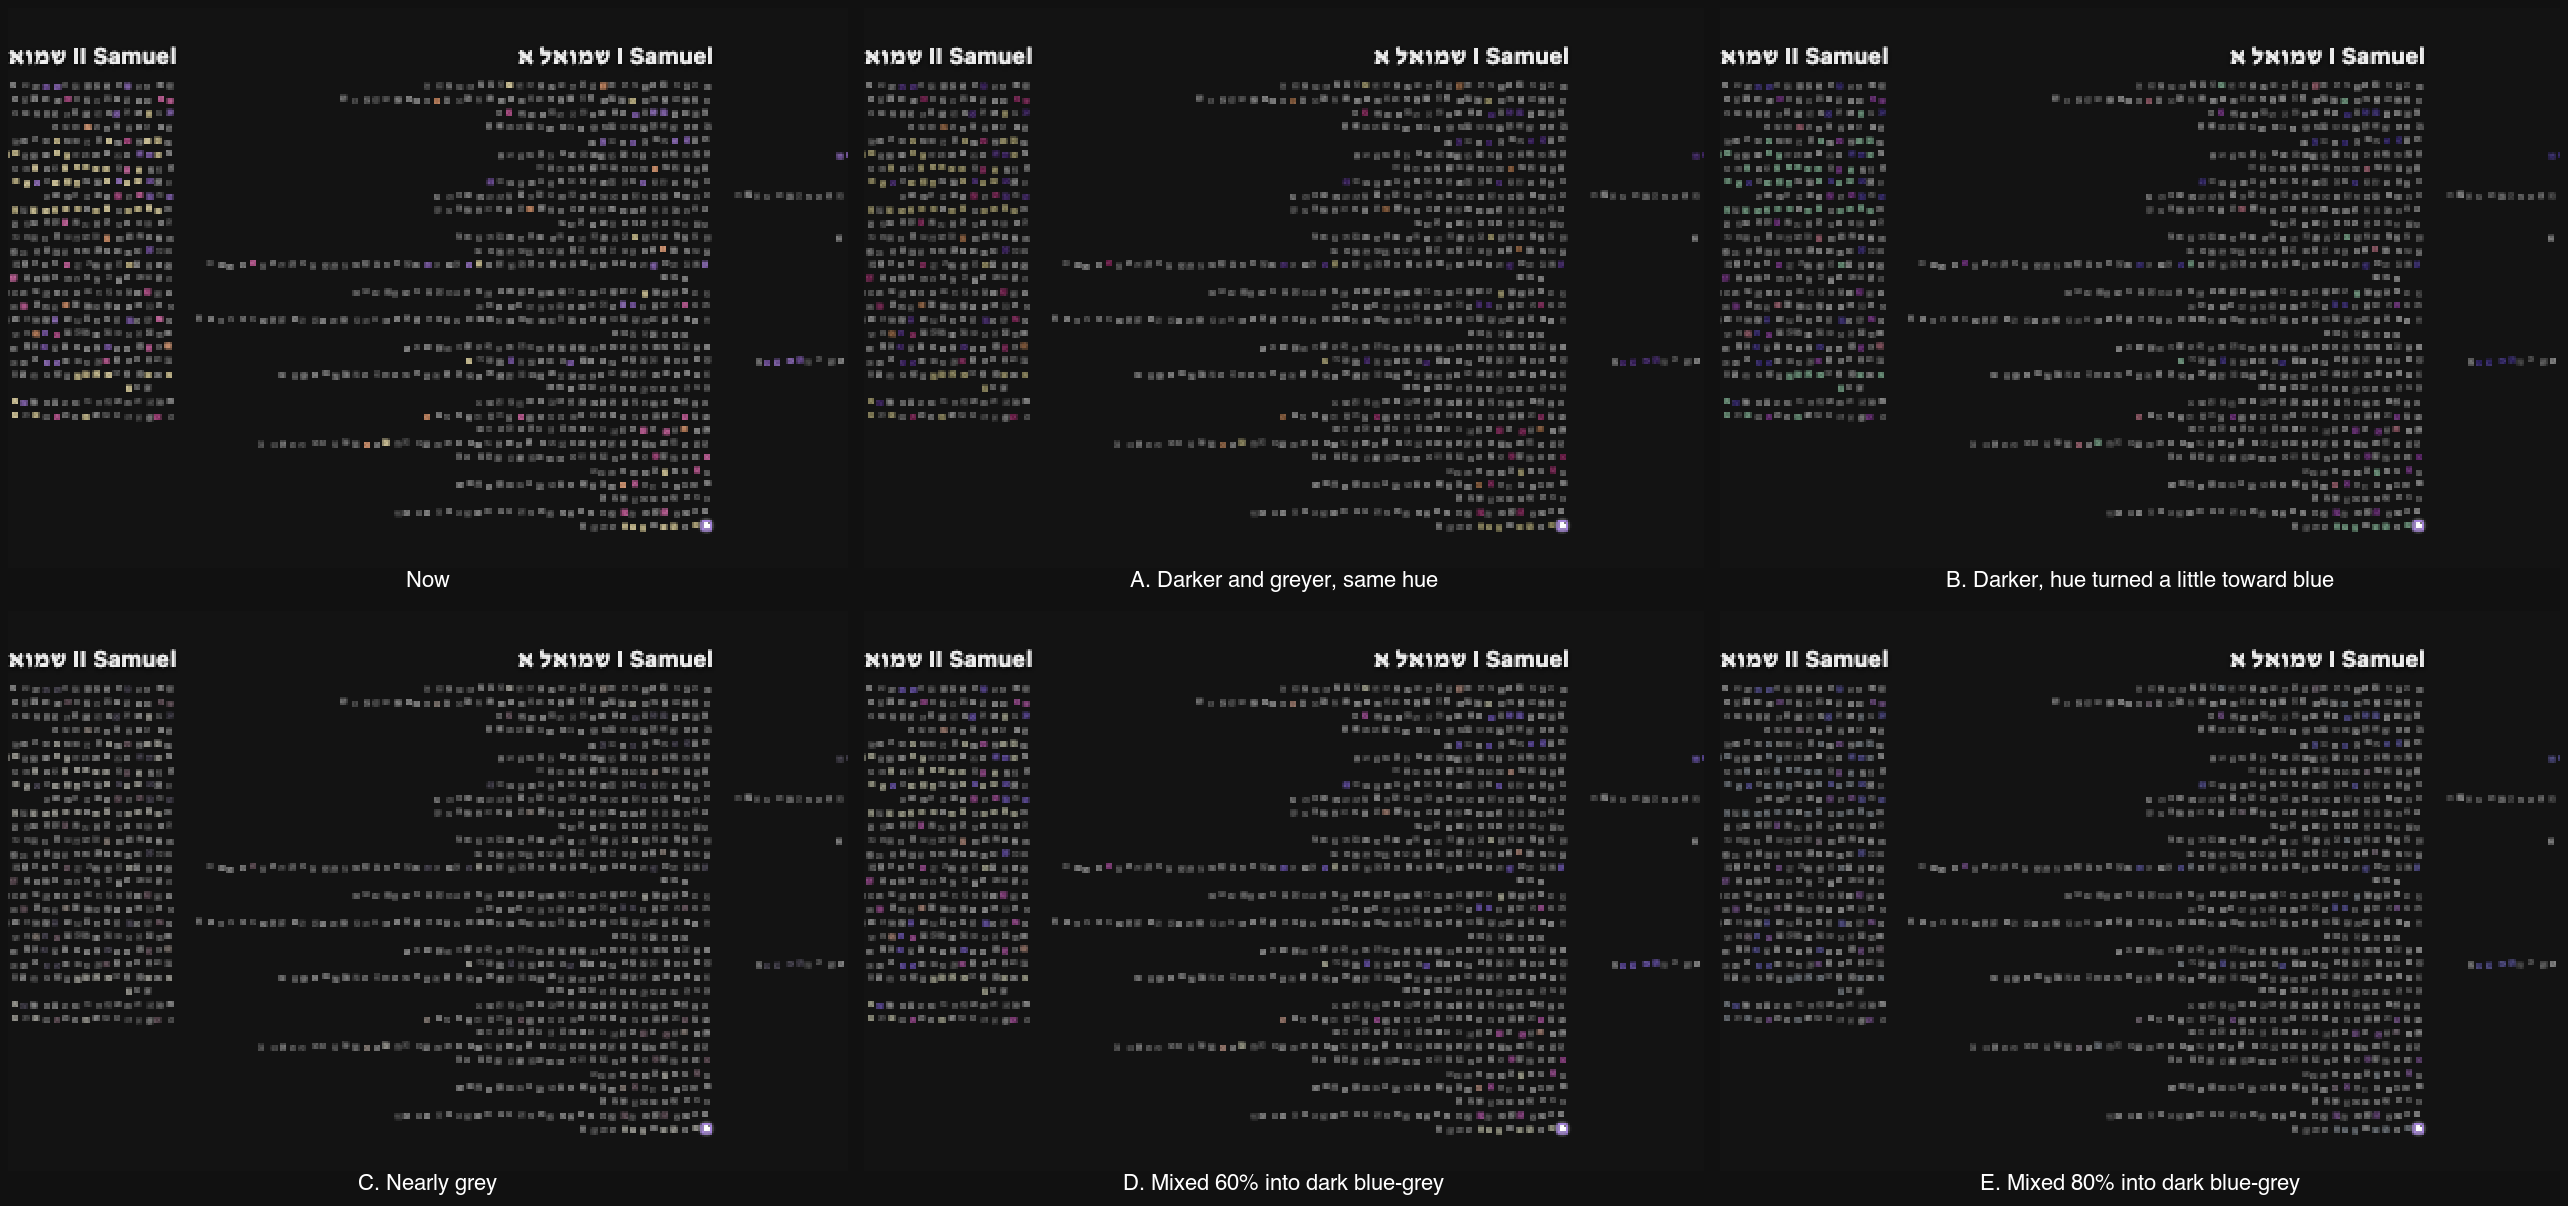 שמוא II Samuel
שמואל א I Samuel
שמוא II Samuel
שמואל א I Samuel
שמוא II Samuel
שמואל א I Samuel
Now
A. Darker and greyer, same hue
B. Darker, hue turned a little toward blue
שמוא II Samuel
שמואל א I Samuel
שמוא II Samuel
שמואל א I Samuel
שמוא II Samuel
שמואל א I Samuel
C. Nearly grey
D. Mixed 60% into dark blue-grey
E. Mixed 80% into dark blue-grey